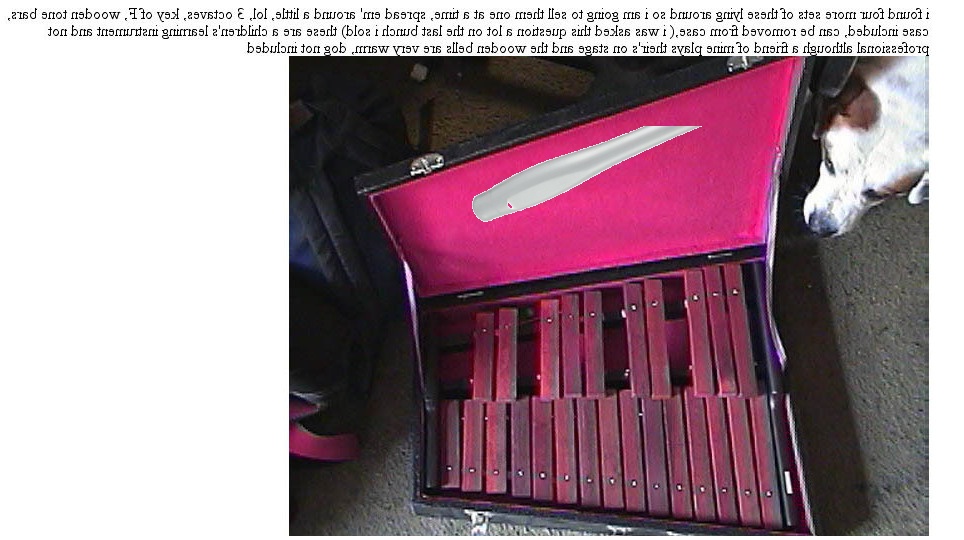 i found four more sets of these lying around so i am going to sell them one at a time, spread em' around a little, lol, 3 octaves, key of F, wooden tone bars,
case included, can be removed from case,( i was asked this question a lot on the last bunch i sold) these are a children's learning instrument and not
professional although a friend of mine plays their's on stage and the wooden bells are very warm, dog not included